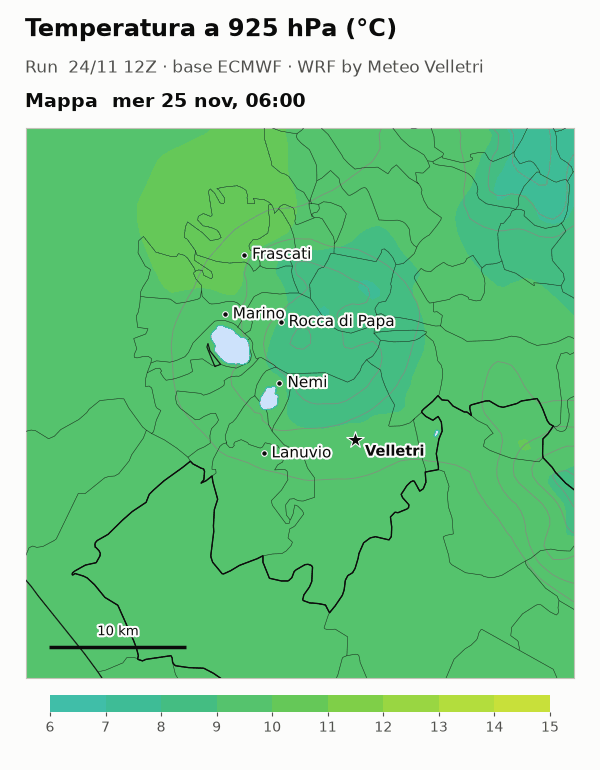 Temperatura a 925 hPa (°C)
Run  24/11 12Z · base ECMWF · WRF by Meteo Velletri
Mappa  mer 25 nov, 06:00
Frascati
Marino
Rocca di Papa
Nemi
Velletri
Lanuvio
10 km
6 7 8 9 10 11 12 13 14 15